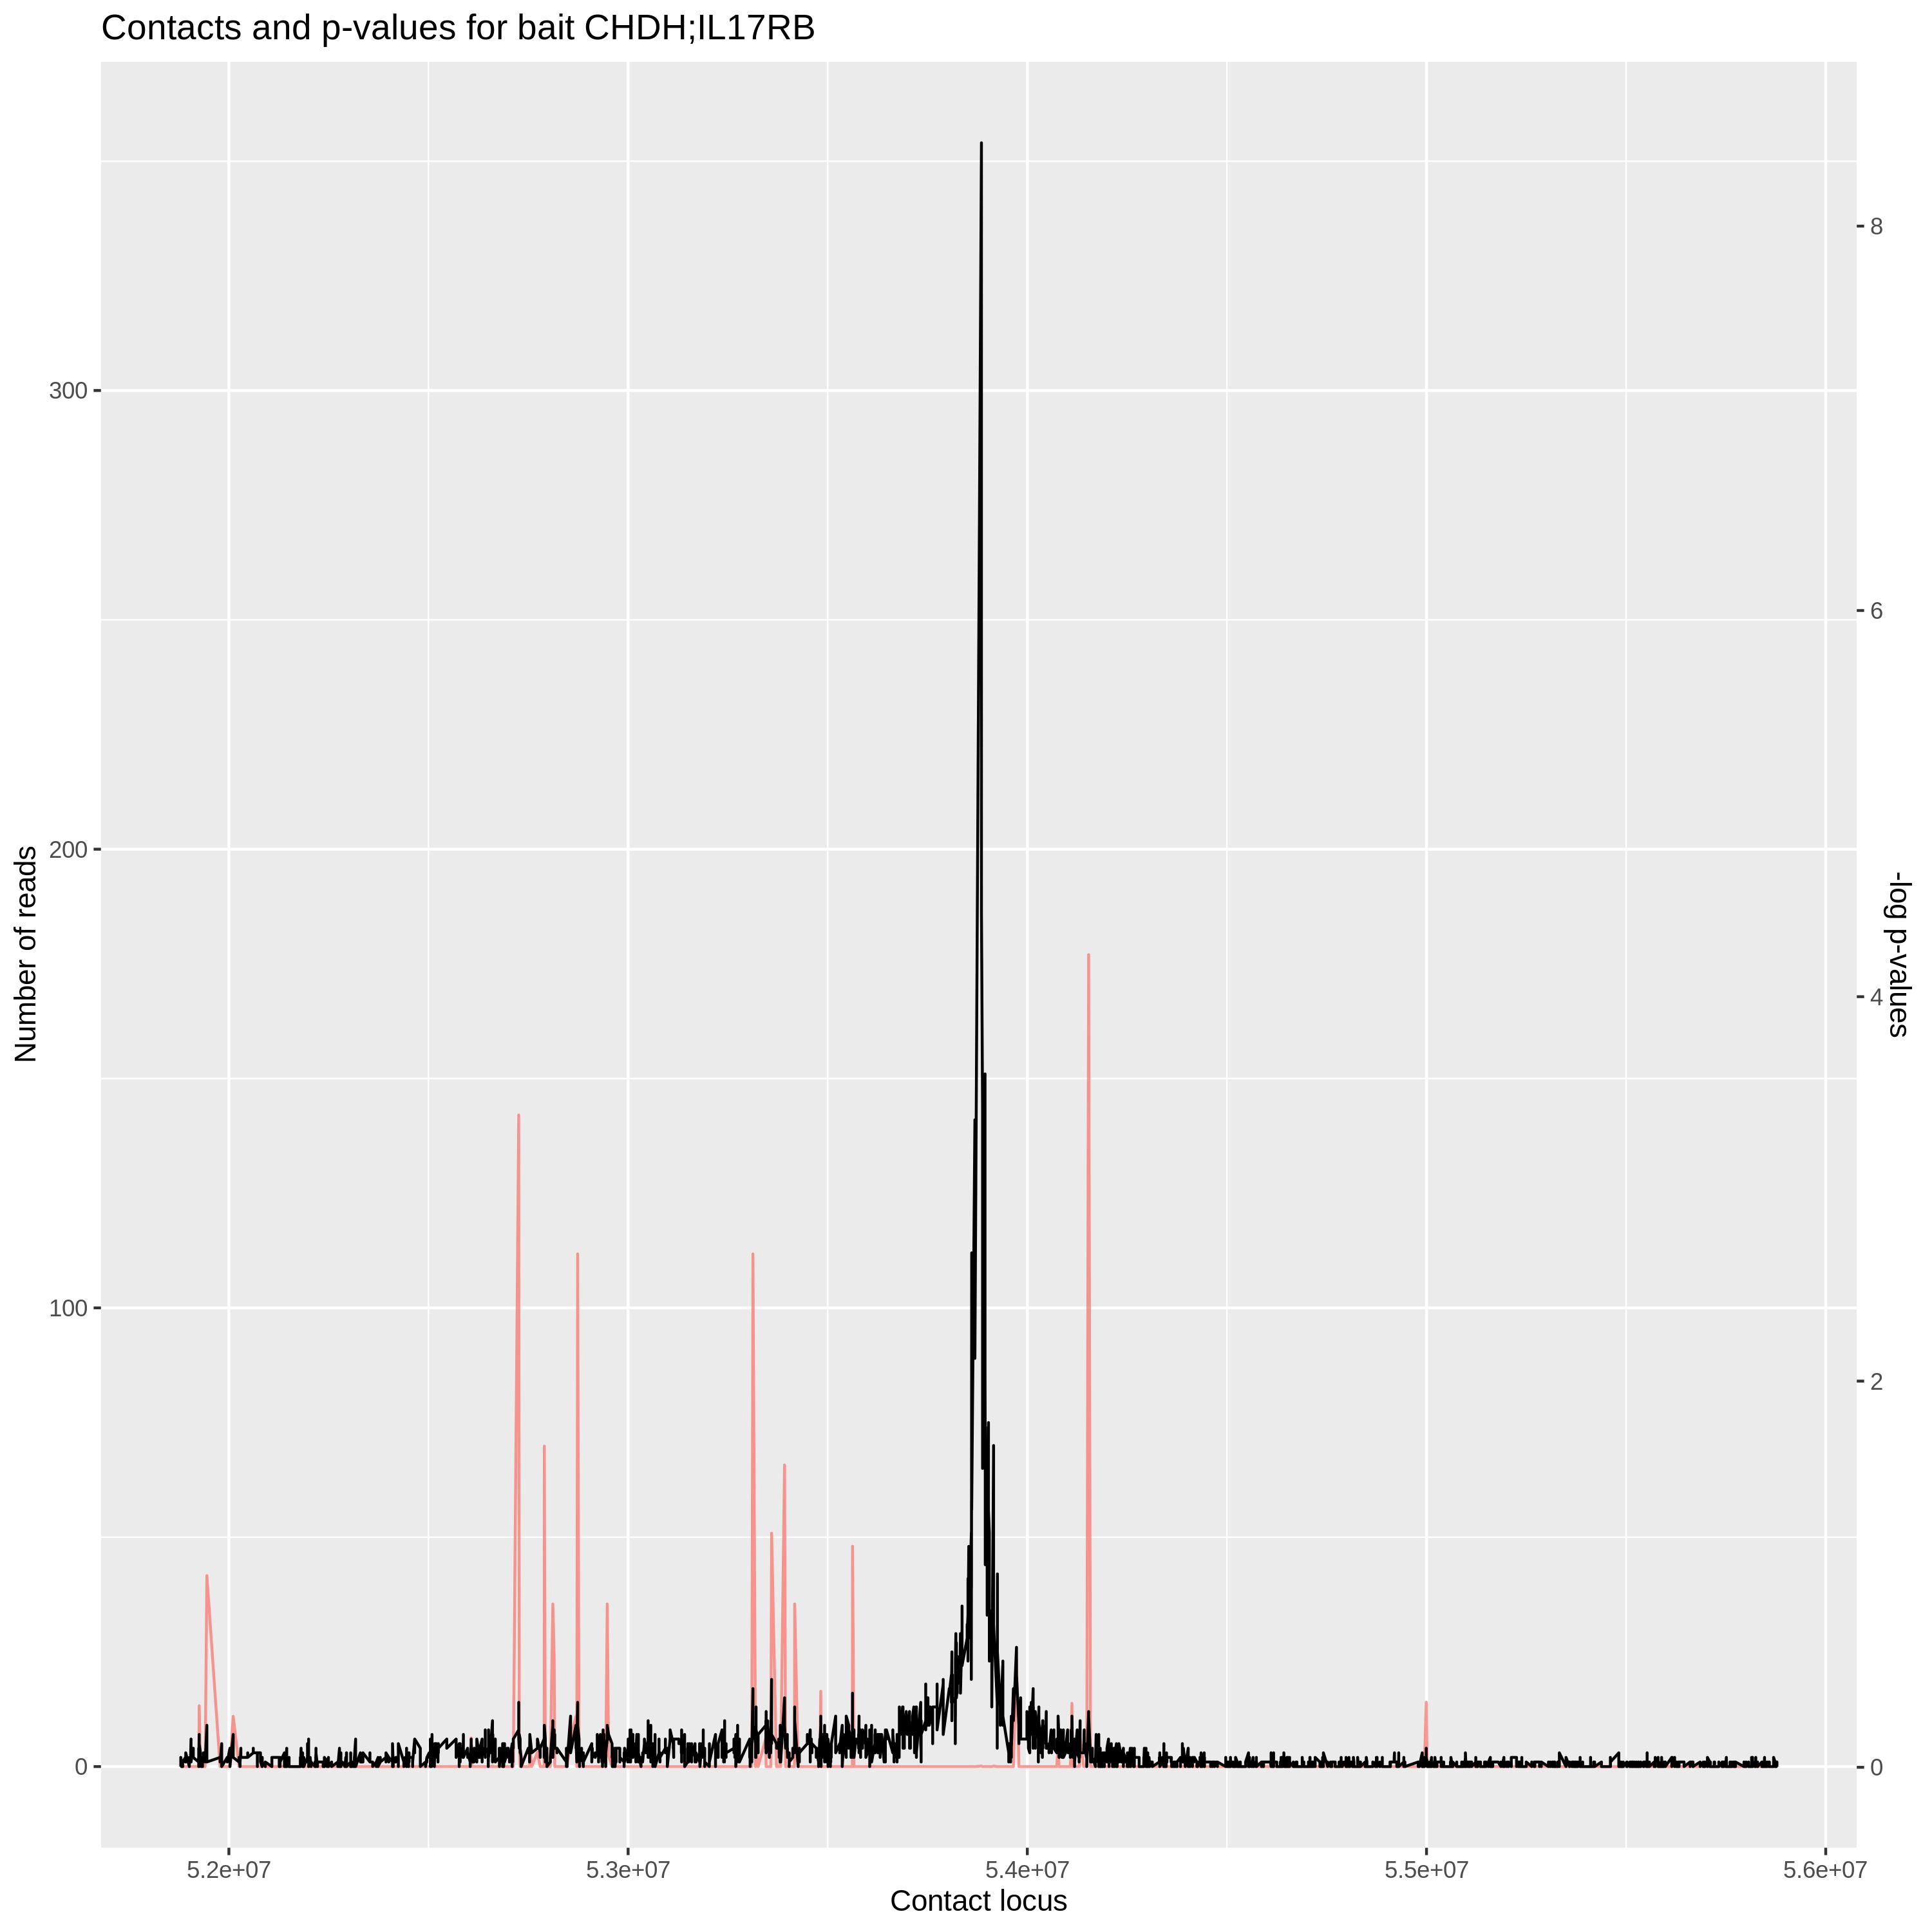 Contacts and p-values for bait CHDH;IL17RB
Number of reads
300
200
100
0
8
6
4
2
0
-log p-values
5.2e+07
5.3e+07
5.4e+07
5.5e+07
5.6e+07
Contact locus